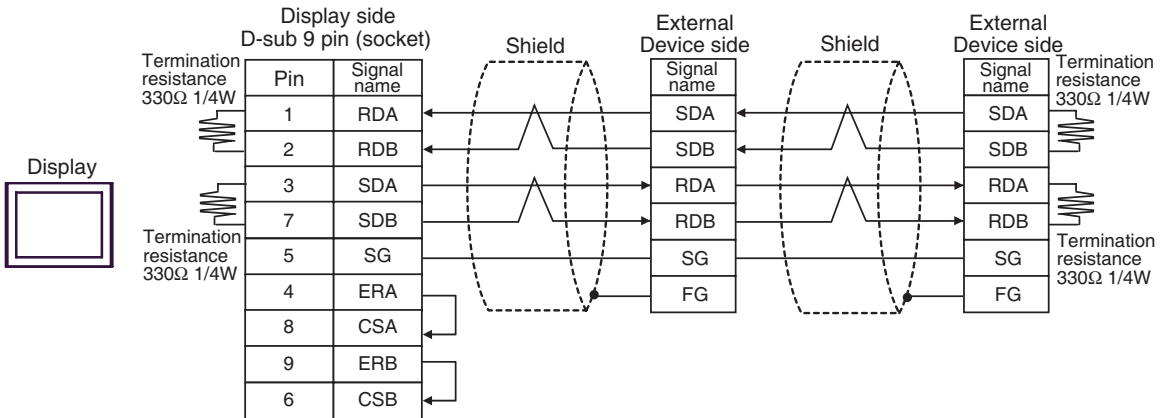 Display
Display side
D-sub 9 pin (socket)
Termination
resistance
330Ω 1/4W
Termination
resistance
330Ω 1/4W
Pin Signal name
1 RDA
2 RDB
3 SDA
7 SDB
5 SG
4 ERA
8 CSA
9 ERB
6 CSB
Shield
External
Device side
Signal
name
SDA
SDB
RDA
RDB
SG
FG
Shield
External
Device side
Signal
name
SDA
SDB
RDA
RDB
SG
FG
Termination
resistance
330Ω 1/4W
Termination
resistance
330Ω 1/4W